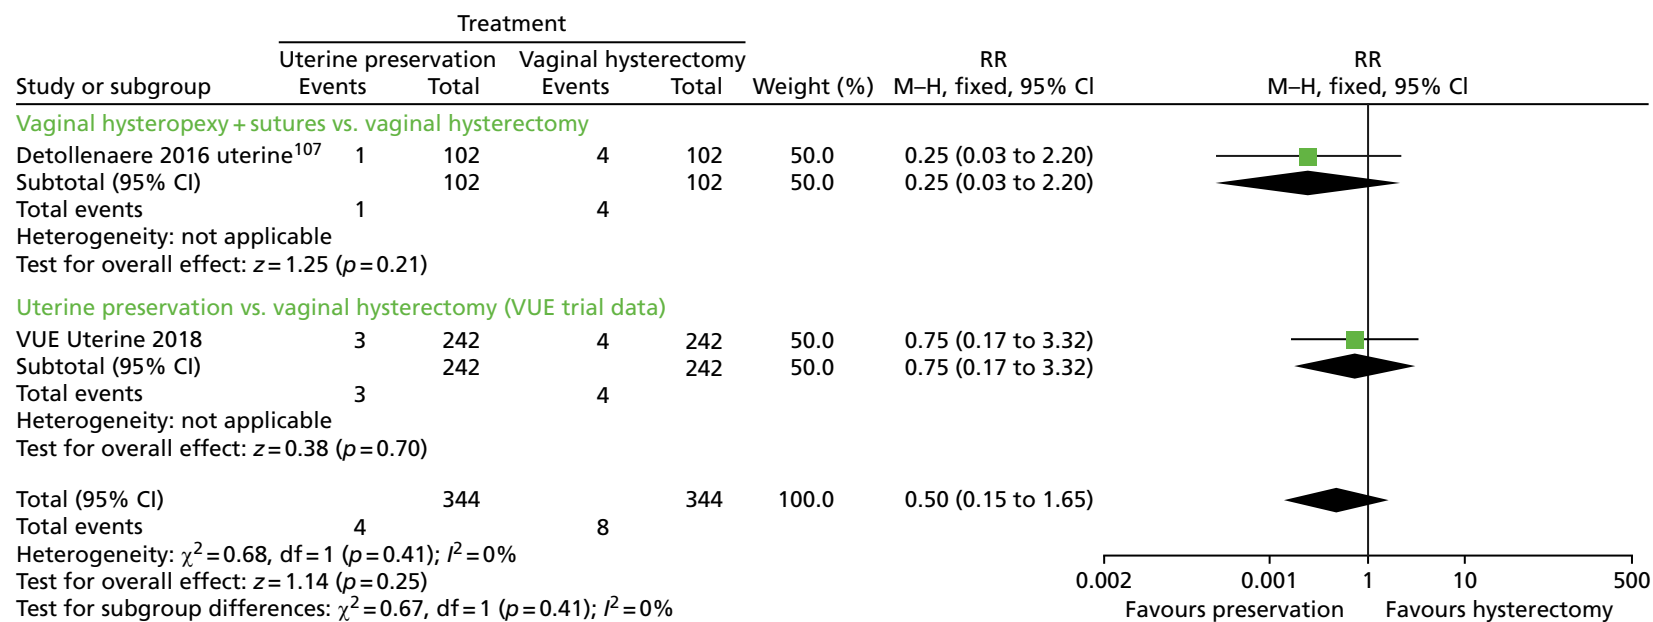 Treatment
Uterine preservation Vaginal hysterectomy RR RR
Study or subgroup Events Total Events Total Weight (%) M–H, fixed, 95% CI M–H, fixed, 95% CI
Vaginal hysteropexy + sutures vs. vaginal hysterectomy
Detollenaere 2016 uterine107 1 102 4 102 50.0 0.25 (0.03 to 2.20)
Subtotal (95% CI) 102 102 50.0 0.25 (0.03 to 2.20)
Total events 1 4
Heterogeneity: not applicable
Test for overall effect: z=1.25 (p=0.21)
Uterine preservation vs. vaginal hysterectomy (VUE trial data)
VUE Uterine 2018 3 242 4 242 50.0 0.75 (0.17 to 3.32)
Subtotal (95% CI) 242 242 50.0 0.75 (0.17 to 3.32)
Total events 3 4
Heterogeneity: not applicable
Test for overall effect: z=0.38 (p=0.70)
Total (95% CI) 344 344 100.0 0.50 (0.15 to 1.65)
Total events 4 8
Heterogeneity: χ2=0.68, df=1 (p=0.41); I2=0%
Test for overall effect: z=1.14 (p=0.25)
Test for subgroup differences: χ2=0.67, df=1 (p=0.41); I2=0%
0.002 0.001 1 10 500
Favours preservation Favours hysterectomy